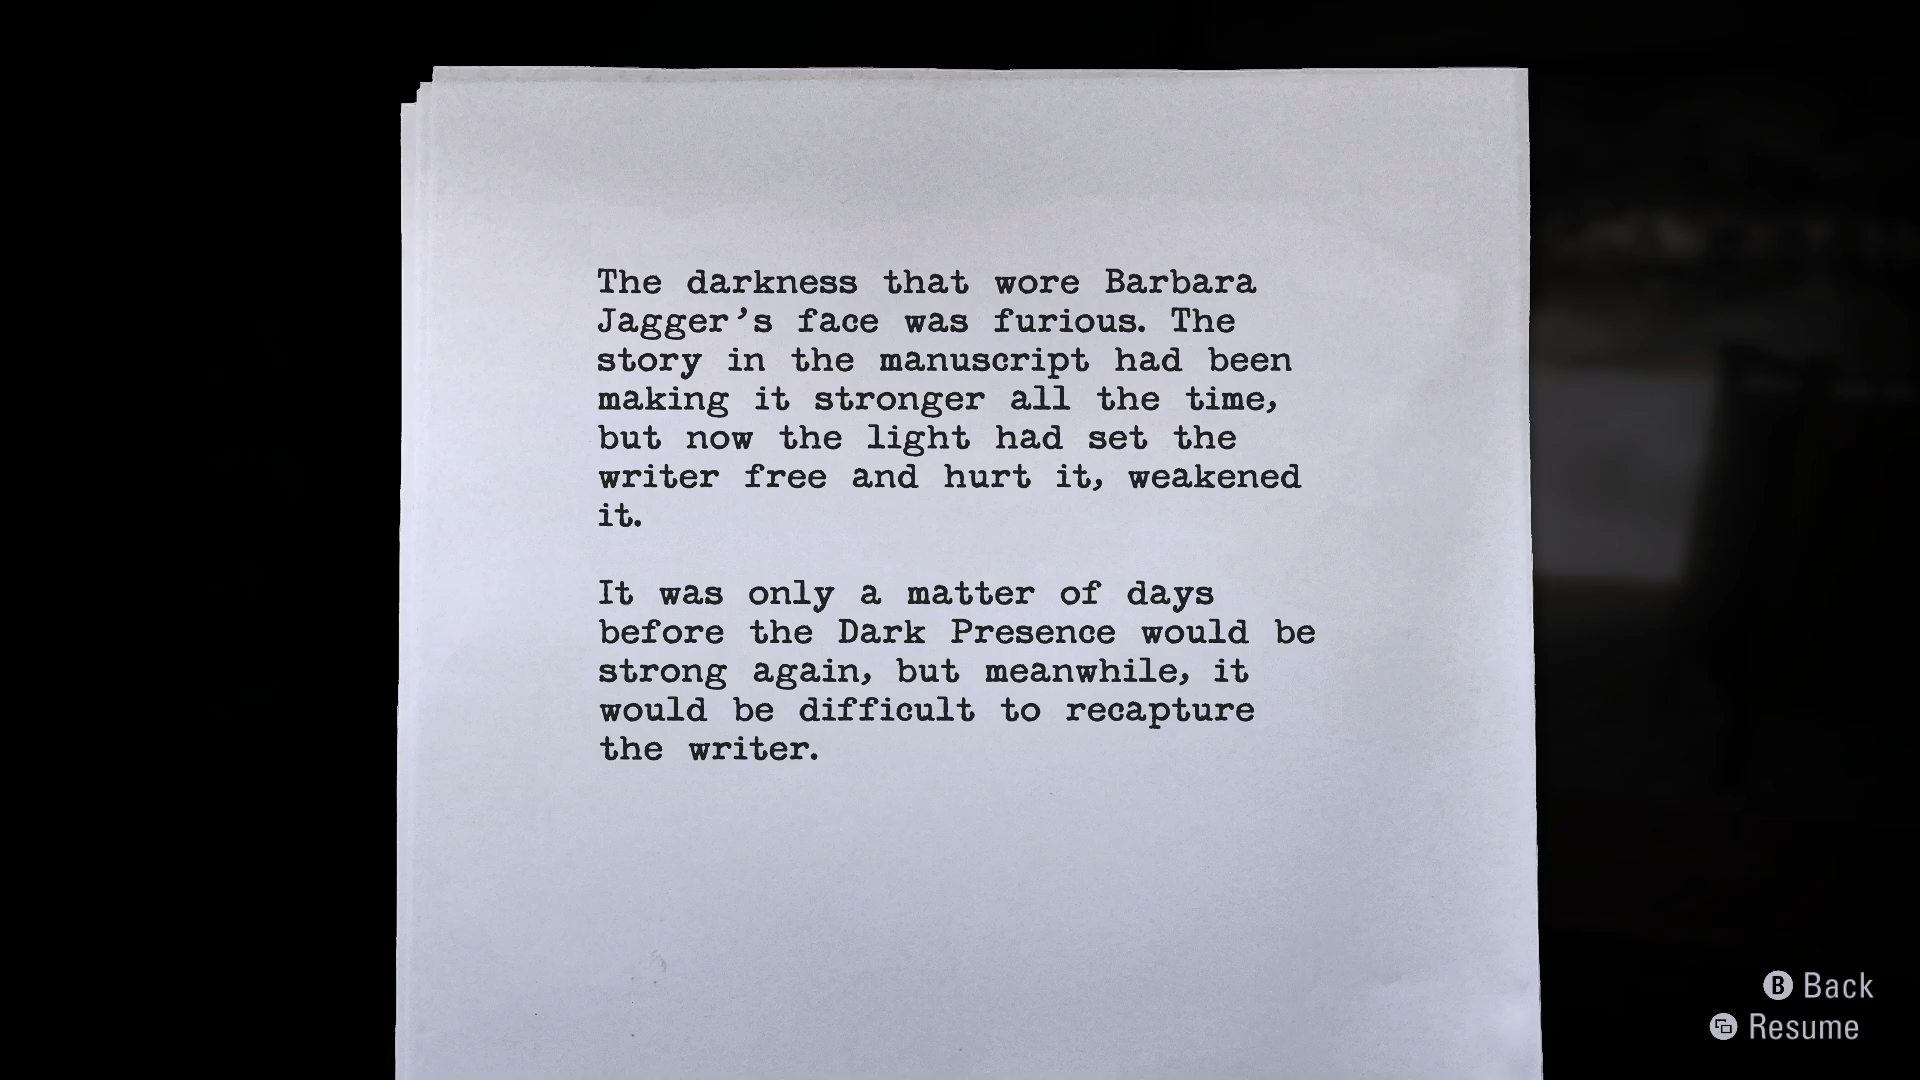 The darkness that wore Barbara
Jagger's face was furious. The
story in the manuscript had been
making it stronger all the time,
but now the light had set the
writer free and hurt it, weakened
it.
It was only a matter of days
before the Dark Presence would be
strong again, but meanwhile, it
would be difficult to recapture
the writer.
B Back
Resume